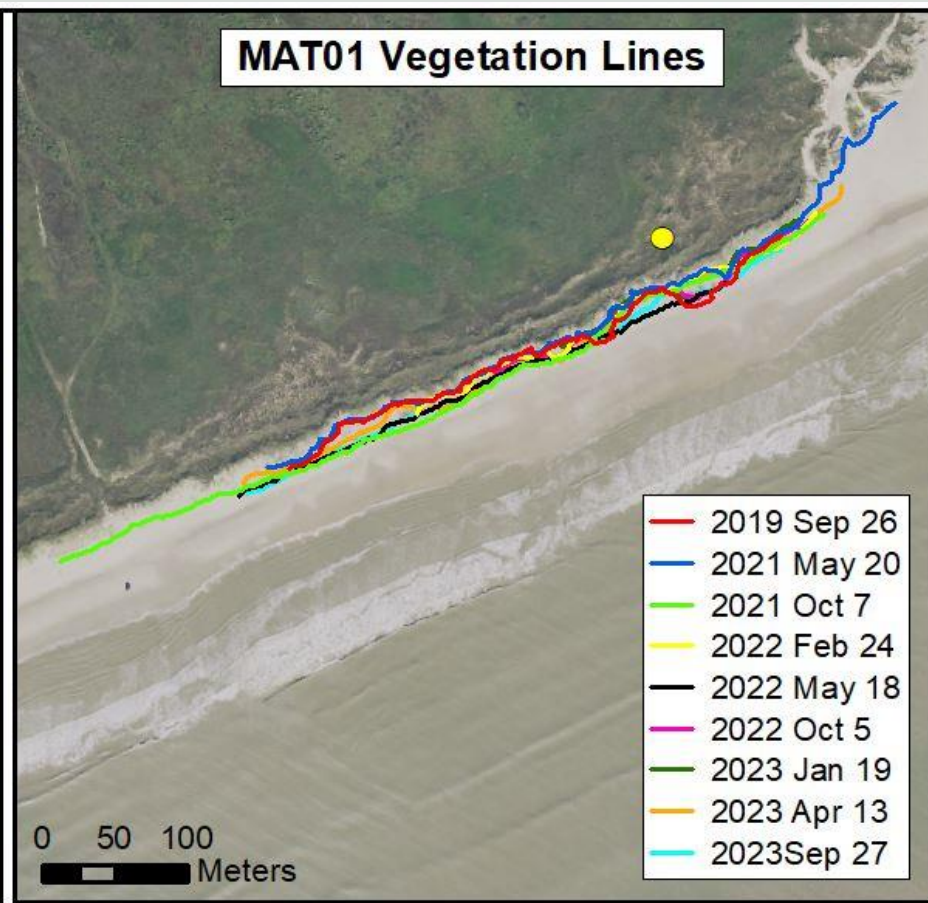 MAT01 Vegetation Lines
2019 Sep 26
2021 May 20
2021 Oct 7
2022 Feb 24
2022 May 18
2022 Oct 5
2023 Jan 19
2023 Apr 13
2023Sep 27
0 50 100
Meters